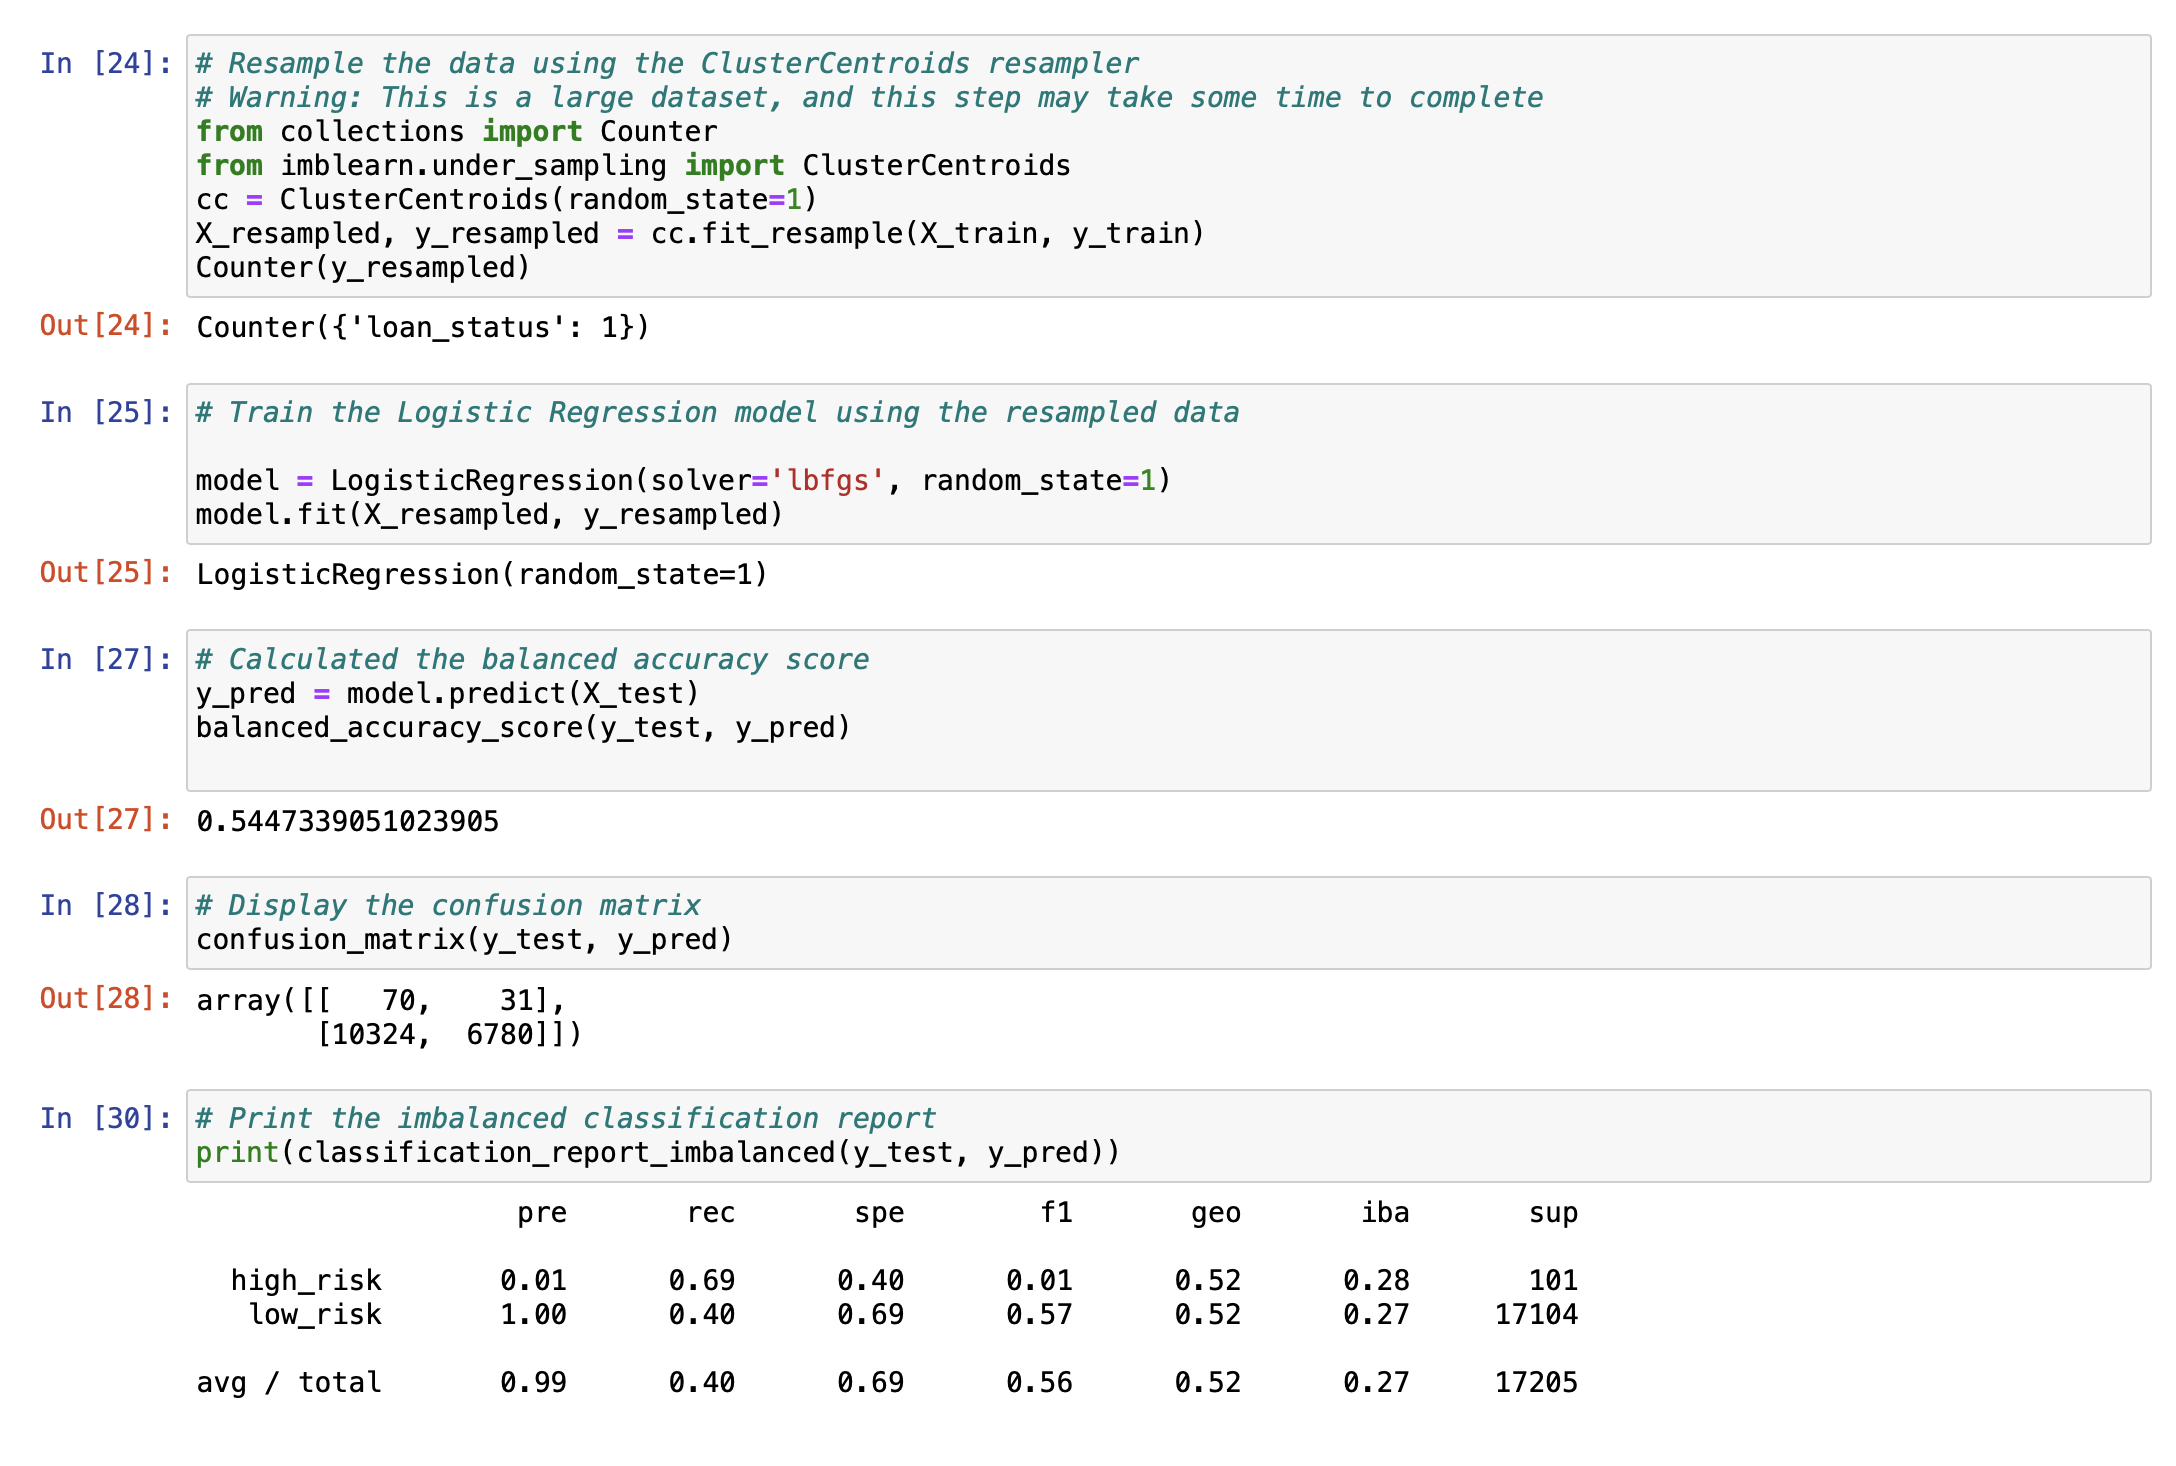 In [24]: # Resample the data using the ClusterCentroids resampler
# Warning: This is a large dataset, and this step may take some time to complete
from collections import Counter
from imblearn.under_sampling import ClusterCentroids
cc = ClusterCentroids(random_state=1)
X_resampled, y_resampled = cc.fit_resample(X_train, y_train)
Counter(y_resampled)
Out[24]: Counter({'loan_status': 1})
In [25]: # Train the Logistic Regression model using the resampled data
model = LogisticRegression(solver='lbfgs', random_state=1)
model.fit(X_resampled, y_resampled)
Out[25]: LogisticRegression(random_state=1)
In [27]: # Calculated the balanced accuracy score
y_pred = model.predict(X_test)
balanced_accuracy_score(y_test, y_pred)
Out[27]: 0.5447339051023905
In [28]: # Display the confusion matrix
confusion_matrix(y_test, y_pred)
Out[28]: array([[   70,    31],
       [10324,  6780]])
In [30]: # Print the imbalanced classification report
print(classification_report_imbalanced(y_test, y_pred))
pre rec spe f1 geo iba sup
high_risk 0.01 0.69 0.40 0.01 0.52 0.28 101
low_risk 1.00 0.40 0.69 0.57 0.52 0.27 17104
avg / total 0.99 0.40 0.69 0.56 0.52 0.27 17205